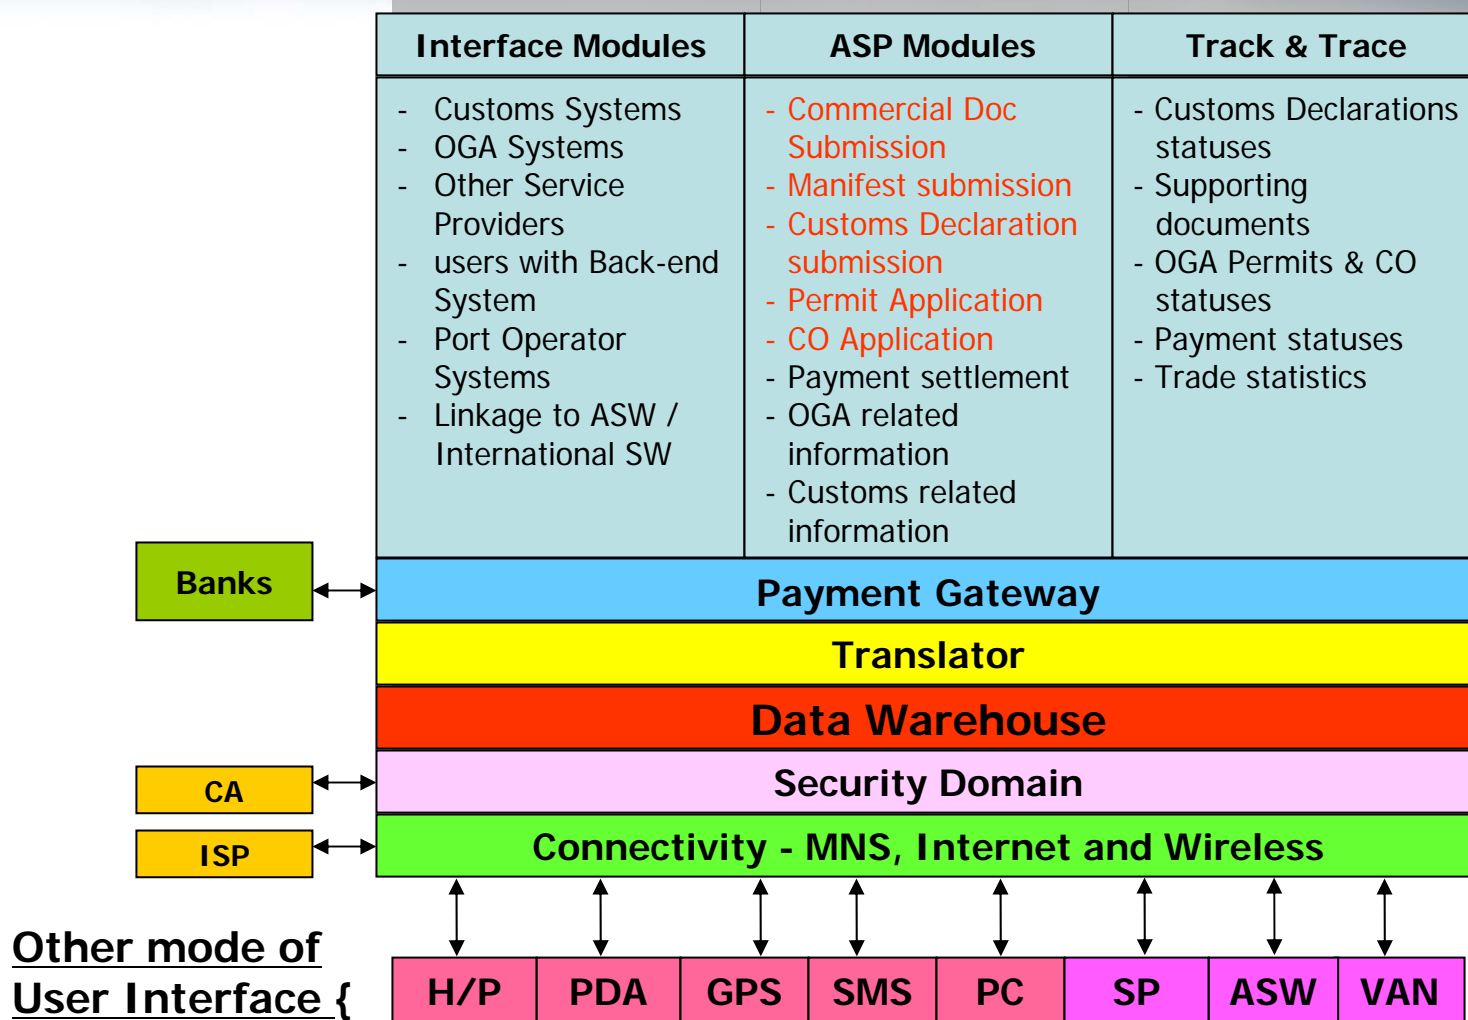 Interface Modules
ASP Modules
Track & Trace
- Customs Systems
- OGA Systems
- Other Service
Providers
- users with Back-end
System
- Port Operator
Systems
- Linkage to ASW /
International SW
- Commercial Doc
Submission
- Manifest submission
- Customs Declaration
submission
- Permit Application
- CO Application
- Payment settlement
- OGA related
information
- Customs related
information
- Customs Declarations
statuses
- Supporting
documents
- OGA Permits & CO
statuses
- Payment statuses
- Trade statistics
Banks
Payment Gateway
Translator
Data Warehouse
CA
Security Domain
ISP
Connectivity - MNS, Internet and Wireless
Other mode of
User Interface {
H/P
PDA
GPS
SMS
PC
SP
ASW
VAN